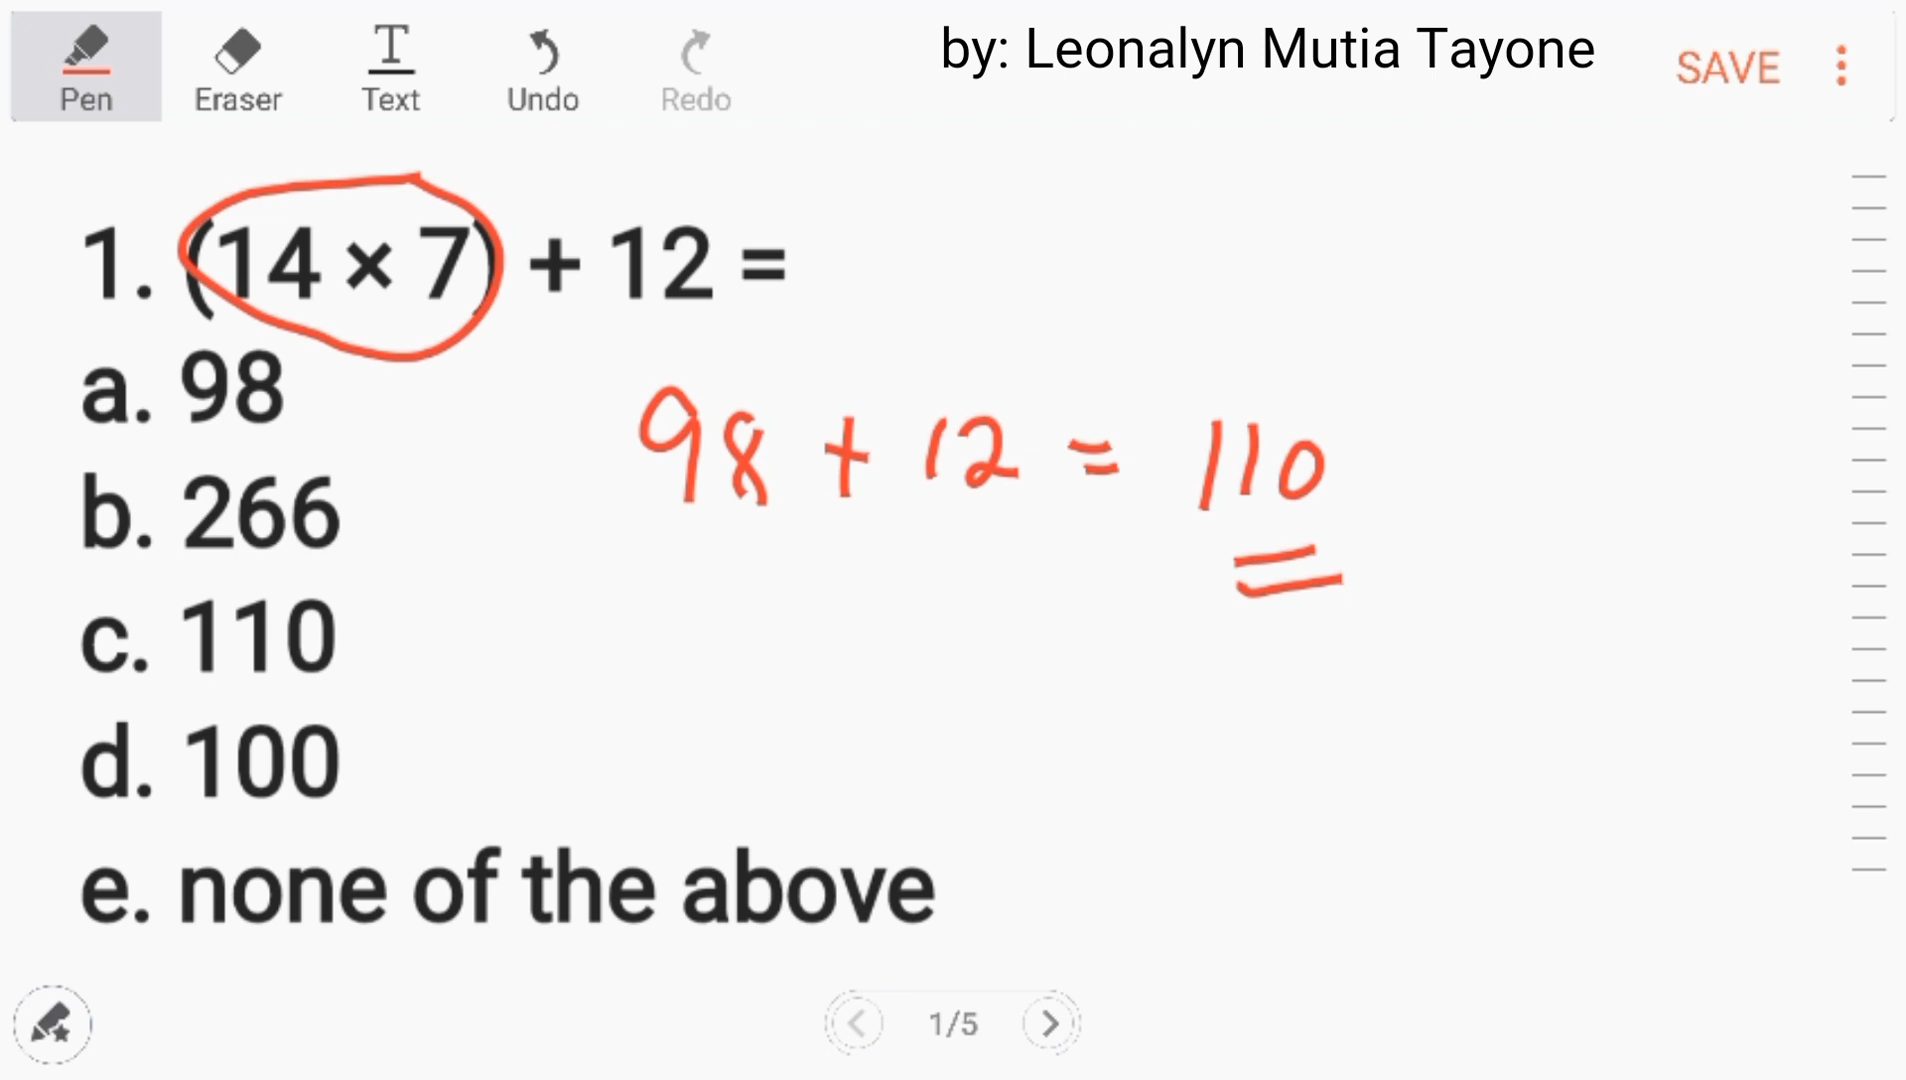 by: Leonalyn Mutia Tayone
Pen Eraser Text Undo Redo SAVE
1. (14 × 7) + 12 =
a. 98
98 + 12 = 110
b. 266
c. 110
d. 100
e. none of the above
1/5